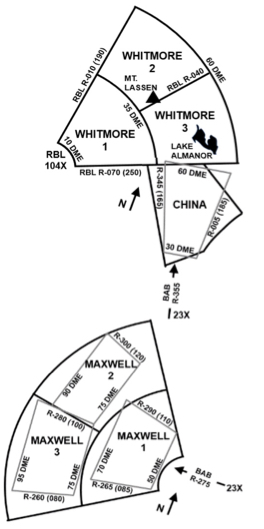 WHITMORE
2
RBL R-010 (190)
60 DME
MT.
LASSEN
RBL R-040
35 DME
WHITMORE
3
LAKE
ALMANOR
10 DME
WHITMORE
1
RBL
104X
RBL R-070 (250)
N
R-345 (165)
60 DME
CHINA
R-005 (185)
30 DME
BAB
R-355
23X
R-300 (120)
MAXWELL
2
90 DME
75 DME
R-280 (100)
MAXWELL
3
95 DME
75 DME
R-260 (080)
R-290 (110)
MAXWELL
1
70 DME
50 DME
R-265 (085)
BAB
R-275
23X
N